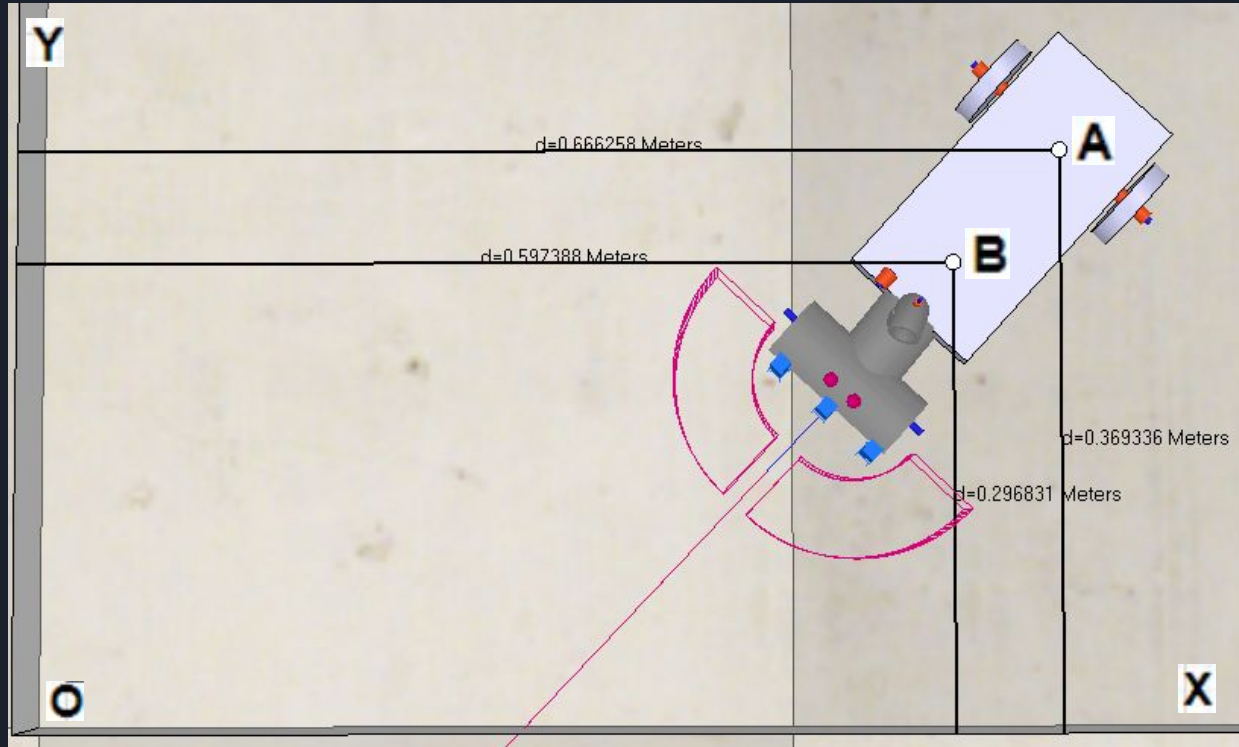 Y
d=0.666258 Meters
A
d=0.597388 Meters
B
d=0.369336 Meters
d=0.296831 Meters
O
X